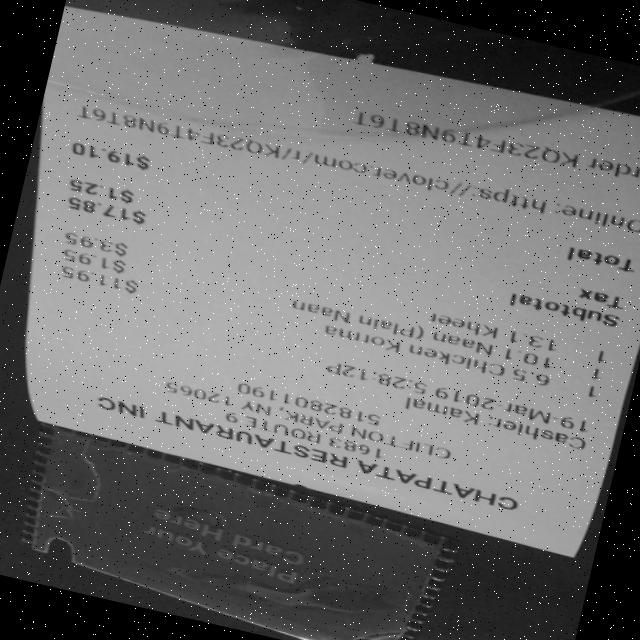 CHATPATA RESTAURANT INC
1683 ROUTE 9
CLIFTON PARK, NY 12065
5182801190
Cashier: Kamal
19 Mar 2019 5:28:12P
1 6.5 Chicken Korma $11.95
1 10.1 Naan (Plain Naan $1.95
1 13.1 Kheer $3.95
Subtotal $17.85
Tax $1.25
Total $19.10
Online: https://clover.com/r/KQ23F4T9N8T6T
rder KQ23F4T9N8T6T
Place Your
Card Here